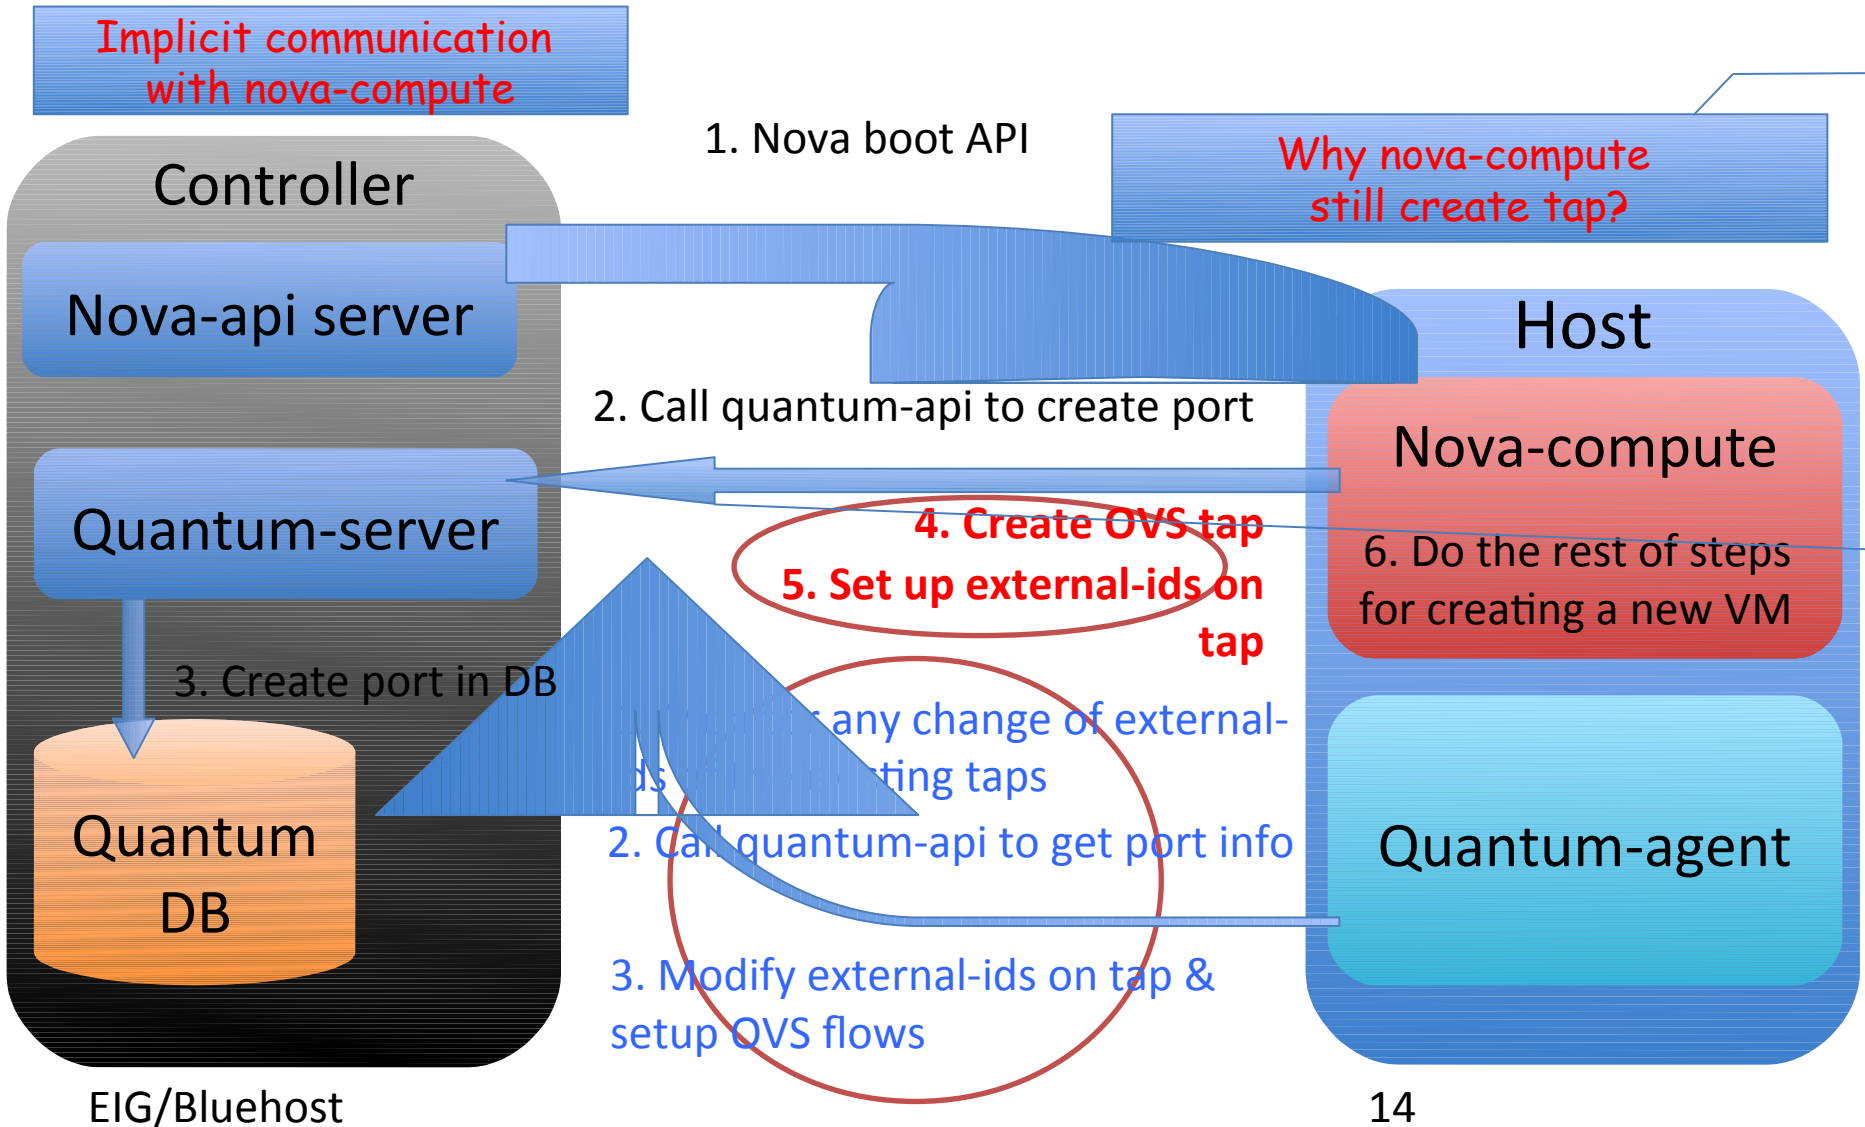 Implicit communication
with nova-compute
1. Nova boot API
Why nova-compute
still create tap?
Controller
Host
Nova-api server
2. Call quantum-api to create port
Nova-compute
Quantum-server
4. Create OVS tap
5. Set up external-ids on
tap
6. Do the rest of steps
for creating a new VM
3. Create port in DB
any change of external-
taps
2. Call quantum-api to get port info
Quantum
DB
Quantum-agent
3. Modify external-ids on tap &
setup OVS flows
EIG/Bluehost
14